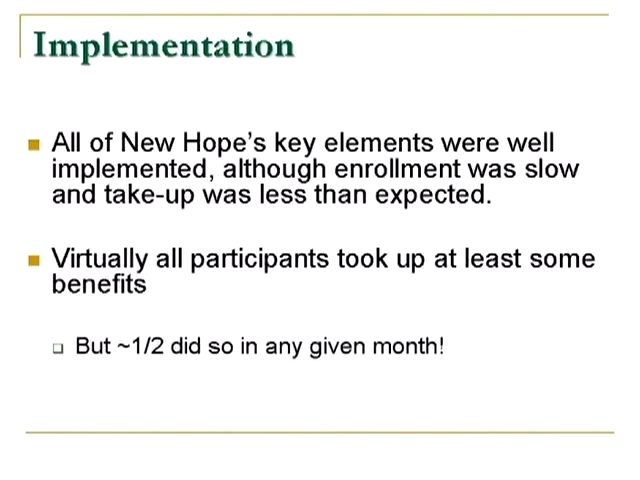 Implementation
All of New Hope's key elements were well
implemented, although enrollment was slow
and take-up was less than expected.
Virtually all participants took up at least some
benefits
But ~1/2 did so in any given month!